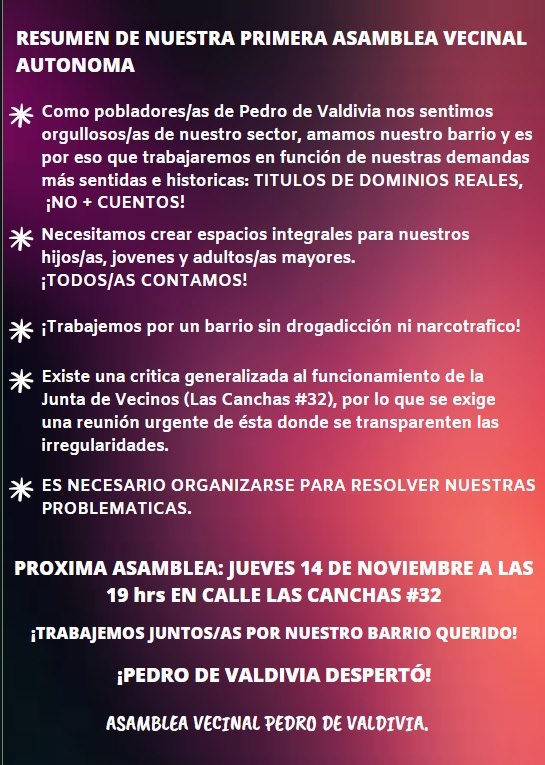 RESUMEN DE NUESTRA PRIMERA ASAMBLEA VECINAL
AUTONOMA
Como pobladores/as de Pedro de Valdivia nos sentimos
orgullosos/as de nuestro sector, amamos nuestro barrio y es
por eso que trabajaremos en función de nuestras demandas
más sentidas e historicas: TITULOS DE DOMINIOS REALES,
¡NO + CUENTOS!
Necesitamos crear espacios integrales para nuestros
hijos/as, jovenes y adultos/as mayores.
¡TODOS/AS CONTAMOS!
¡Trabajemos por un barrio sin drogadicción ni narcotrafico!
Existe una critica generalizada al funcionamiento de la
Junta de Vecinos (Las Canchas #32), por lo que se exige
una reunión urgente de ésta donde se transparenten las
irregularidades.
ES NECESARIO ORGANIZARSE PARA RESOLVER NUESTRAS
PROBLEMATICAS.
PROXIMA ASAMBLEA: JUEVES 14 DE NOVIEMBRE A LAS
19 hrs EN CALLE LAS CANCHAS #32
¡TRABAJEMOS JUNTOS/AS POR NUESTRO BARRIO QUERIDO!
¡PEDRO DE VALDIVIA DESPERTÓ!
ASAMBLEA VECINAL PEDRO DE VALDIVIA.